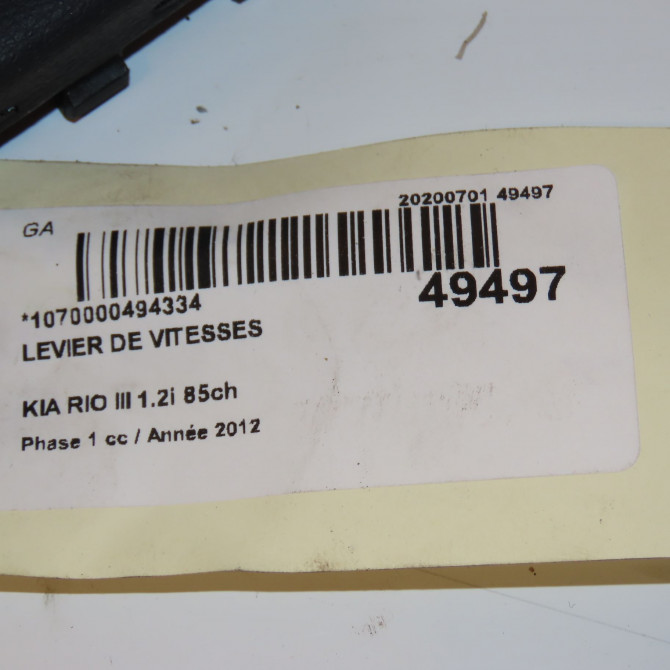 GA
20200701 49497
49497
*1070000494334
LEVIER DE VITESSES
KIA RIO III 1.2i 85ch
Phase 1 cc / Année 2012